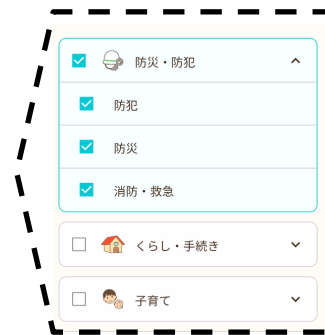 防災・防犯
防犯
防災
消防・救急
くらし・手続き
子育て